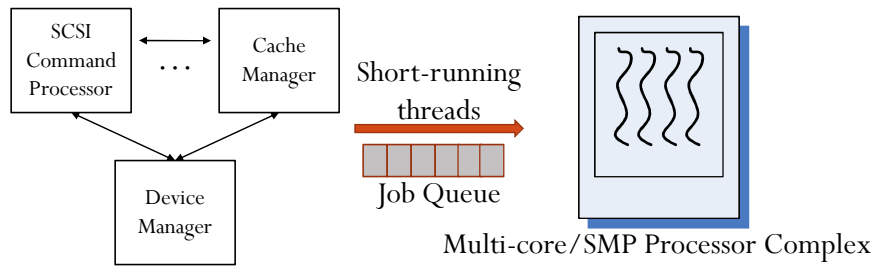 SCSI
Command
Processor
. . .
Cache
Manager
Device
Manager
Short-running
threads
Job Queue
Multi-core/SMP Processor Complex